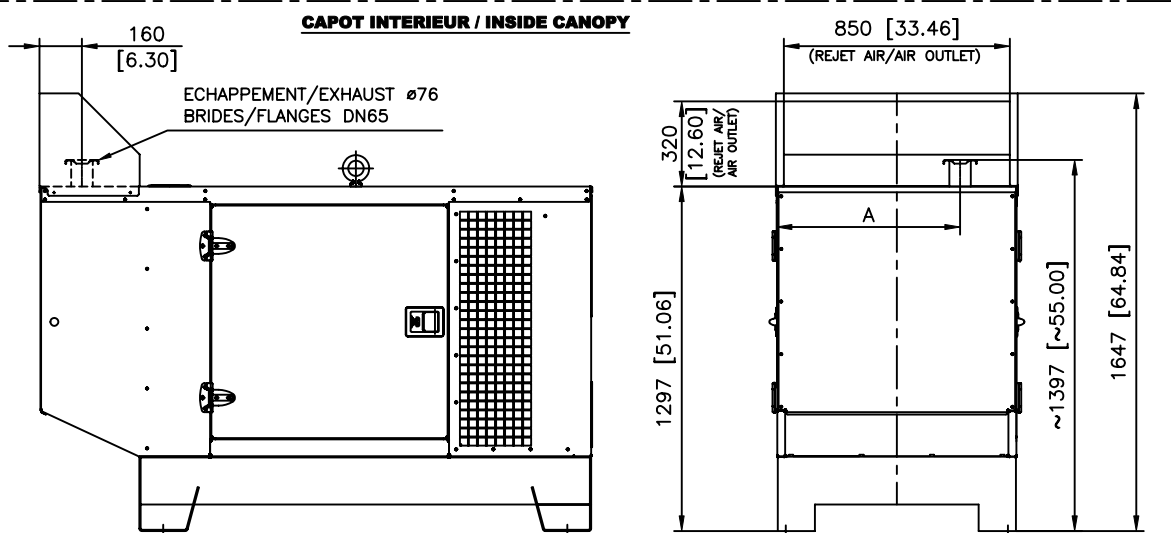 CAPOT INTERIEUR / INSIDE CANOPY
160
[6.30]
ECHAPPEMENT/EXHAUST ø76
BRIDES/FLANGES DN65
850 [33.46]
(REJET AIR/AIR OUTLET)
320
[12.60]
(REJET AIR/
AIR OUTLET)
A
1297 [51.06]
~1397 [~55.00]
1647 [64.84]